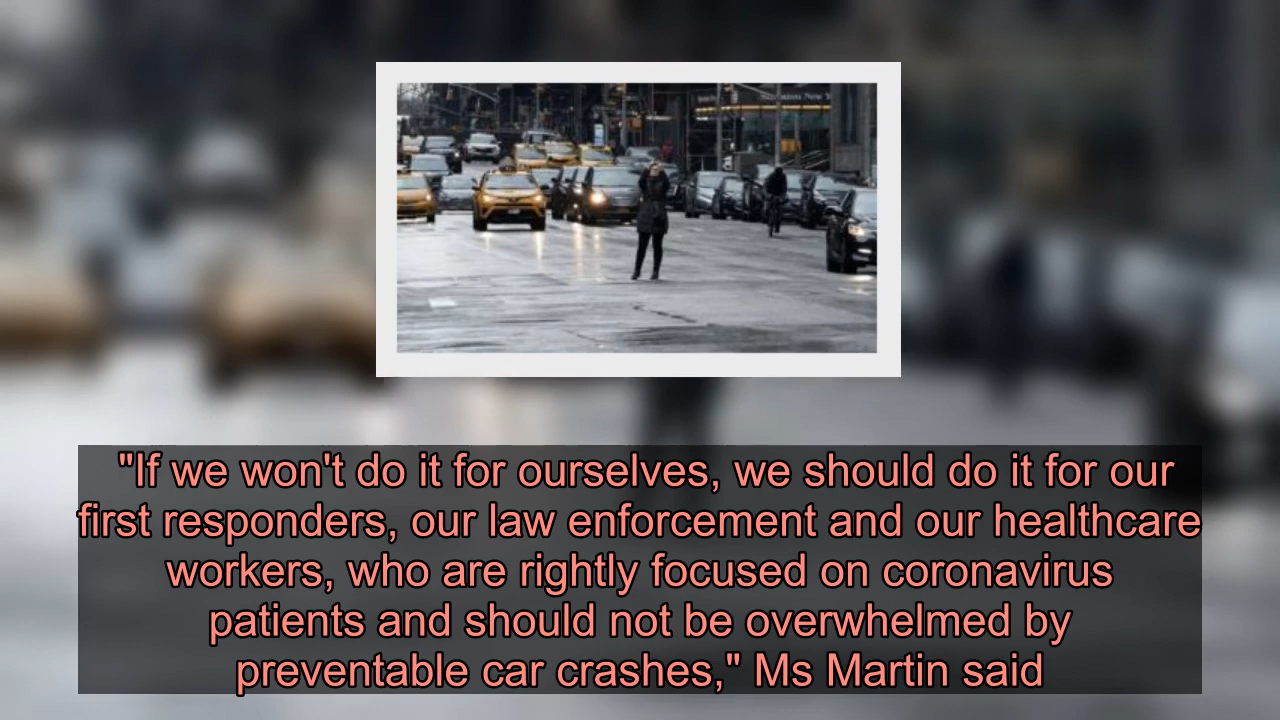 "If we won't do it for ourselves, we should do it for our
first responders, our law enforcement and our healthcare
workers, who are rightly focused on coronavirus
patients and should not be overwhelmed by
preventable car crashes," Ms Martin said